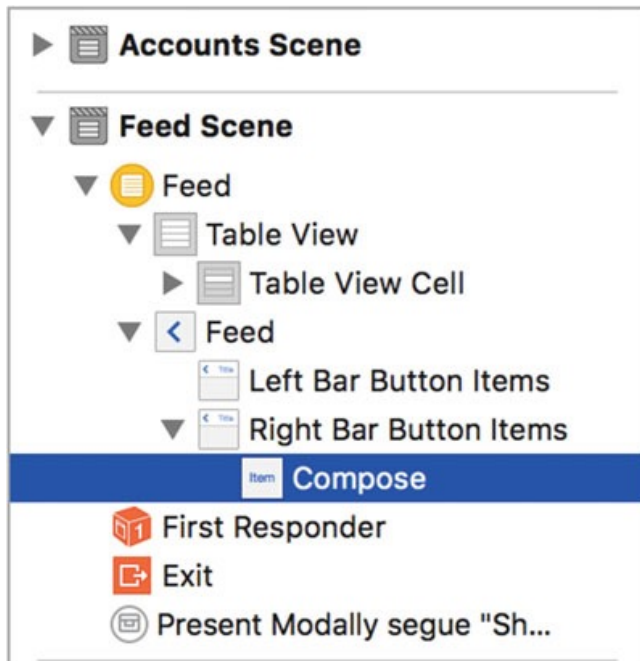 Accounts Scene
Feed Scene
Feed
Table View
Table View Cell
Feed
Left Bar Button Items
Right Bar Button Items
Item Compose
First Responder
Exit
Present Modally segue "Sh...